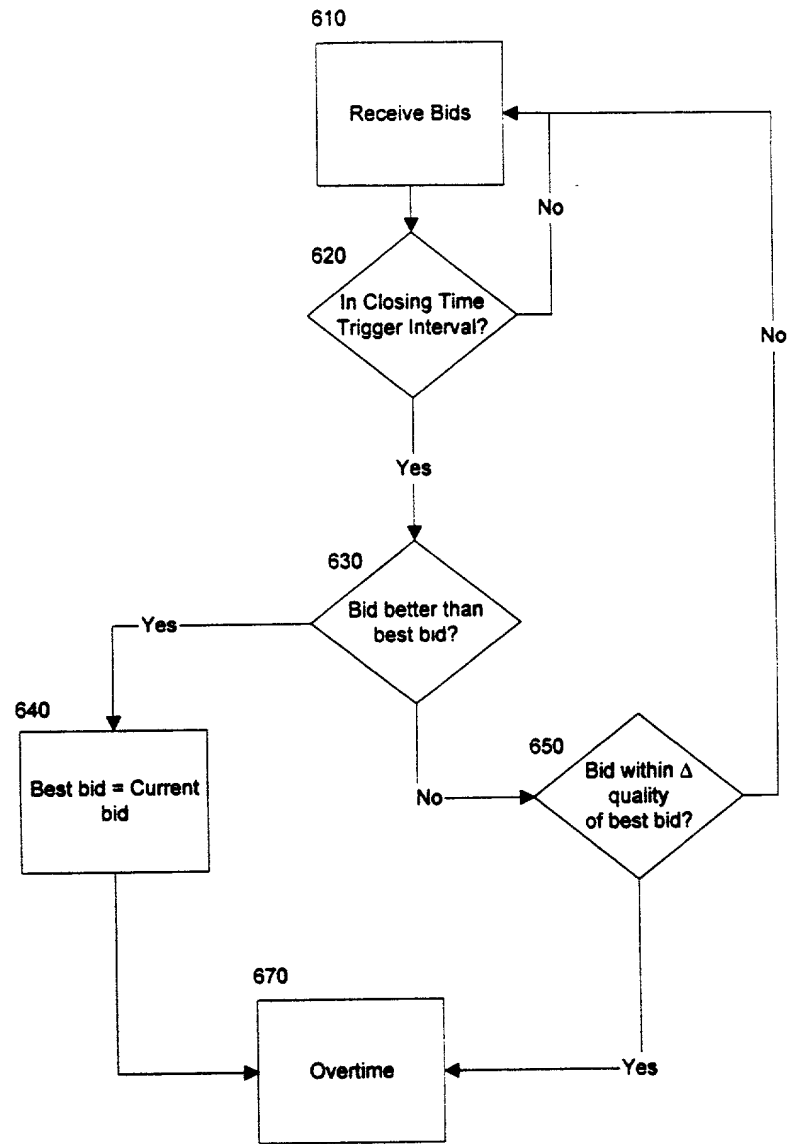 610
Receive Bids
No
620
In Closing Time
Trigger Interval?
No
Yes
630
Bid better than
best bid?
Yes
640
Best bid = Current
bid
650
Bid within Δ
quality
of best bid?
No
670
Overtime
Yes